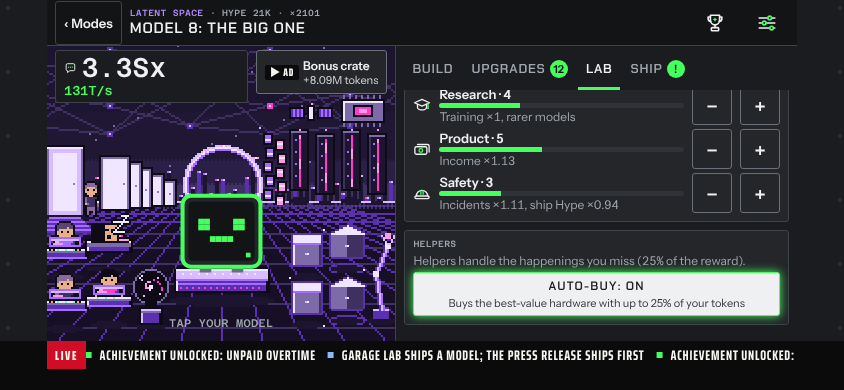 ‹ Modes
LATENT SPACE · HYPE 21K · ×2101
MODEL 8: THE BIG ONE
3.3Sx
131T/s
AD
Bonus crate
+8.09M tokens
BUILD UPGRADES 12 LAB SHIP !
Research · 4
Training ×1, rarer models
− +
Product · 5
Income ×1.13
− +
Safety · 3
Incidents ×1.11, ship Hype ×0.94
− +
HELPERS
Helpers handle the happenings you miss (25% of the reward).
AUTO-BUY: ON
Buys the best-value hardware with up to 25% of your tokens
Z
TAP YOUR MODEL
LIVE ACHIEVEMENT UNLOCKED: UNPAID OVERTIME GARAGE LAB SHIPS A MODEL; THE PRESS RELEASE SHIPS FIRST ACHIEVEMENT UNLOCKED: